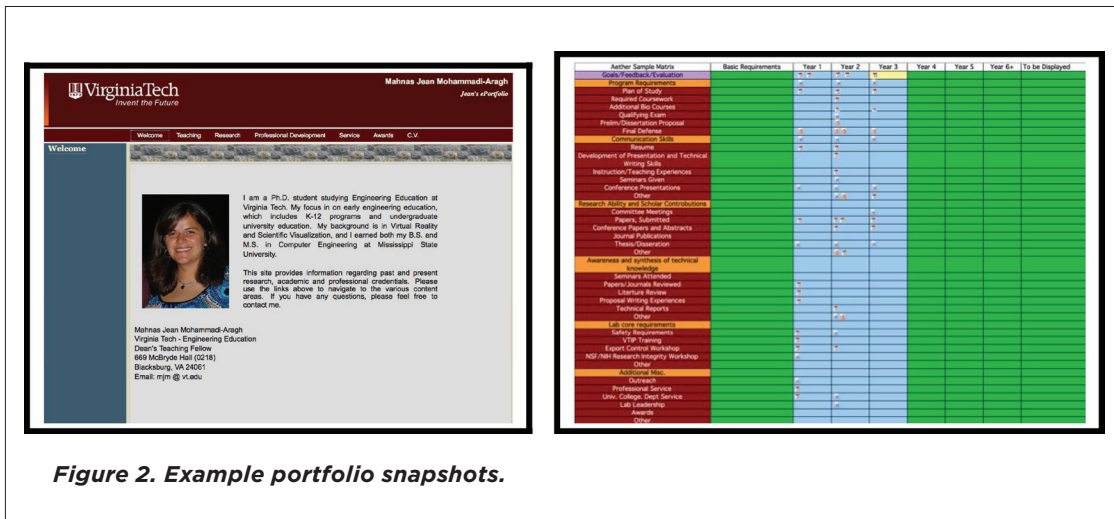 VirginiaTech
Invent the Future
Mahnas Jean Mohammadi-Aragh
Jean's ePortfolio
Welcome Teaching Research Professional Development Service Awards C.V.
Welcome
I am a Ph.D. student studying Engineering Education at
Virginia Tech. My focus in on early engineering education,
which includes K-12 programs and undergraduate
university education. My background is in Virtual Reality
and Scientific Visualization, and I earned both my B.S. and
M.S. in Computer Engineering at Mississippi State
University.
This site provides information regarding past and present
research, academic and professional credentials. Please
use the links above to navigate to the various content
areas. If you have any questions, please feel free to
contact me.
Mahnas Jean Mohammadi-Aragh
Virginia Tech - Engineering Education
Dean's Teaching Fellow
669 McBryde Hall (0218)
Blacksburg, VA 24061
Email: mjm @ vt.edu
Aether Sample Matrix Basic Requirements Year 1 Year 2 Year 3 Year 4 Year 5 Year 6+ To be Displayed
Goals/Feedback/Evaluation
Program Requirements
Plan of Study
Required Coursework
Additional Bio Courses
Qualifying Exam
Prelim/Dissertation Proposal
Final Defense
Communication Skills
Resume
Development of Presentation and Technical
Writing Skills
Instruction/Teaching Experiences
Seminars Given
Conference Presentations
Other
Research Ability and Scholar Controbutions
Committee Meetings
Papers, Submitted
Conference Papers and Abstracts
Journal Publications
Thesis/Disseration
Other
Awareness and synthesis of technical
knowledge
Seminars Attended
Papers/Journals Reviewed
Literture Review
Proposal Writing Experiences
Technical Reports
Other
Lab core requirements
Safety Requirements
VTIP Training
Export Control Workshop
NSF/NIH Research Integrity Workshop
Other
Additional Misc.
Outreach
Professional Service
Univ. College. Dept Service
Lab Leadership
Awards
Other
Figure 2. Example portfolio snapshots.